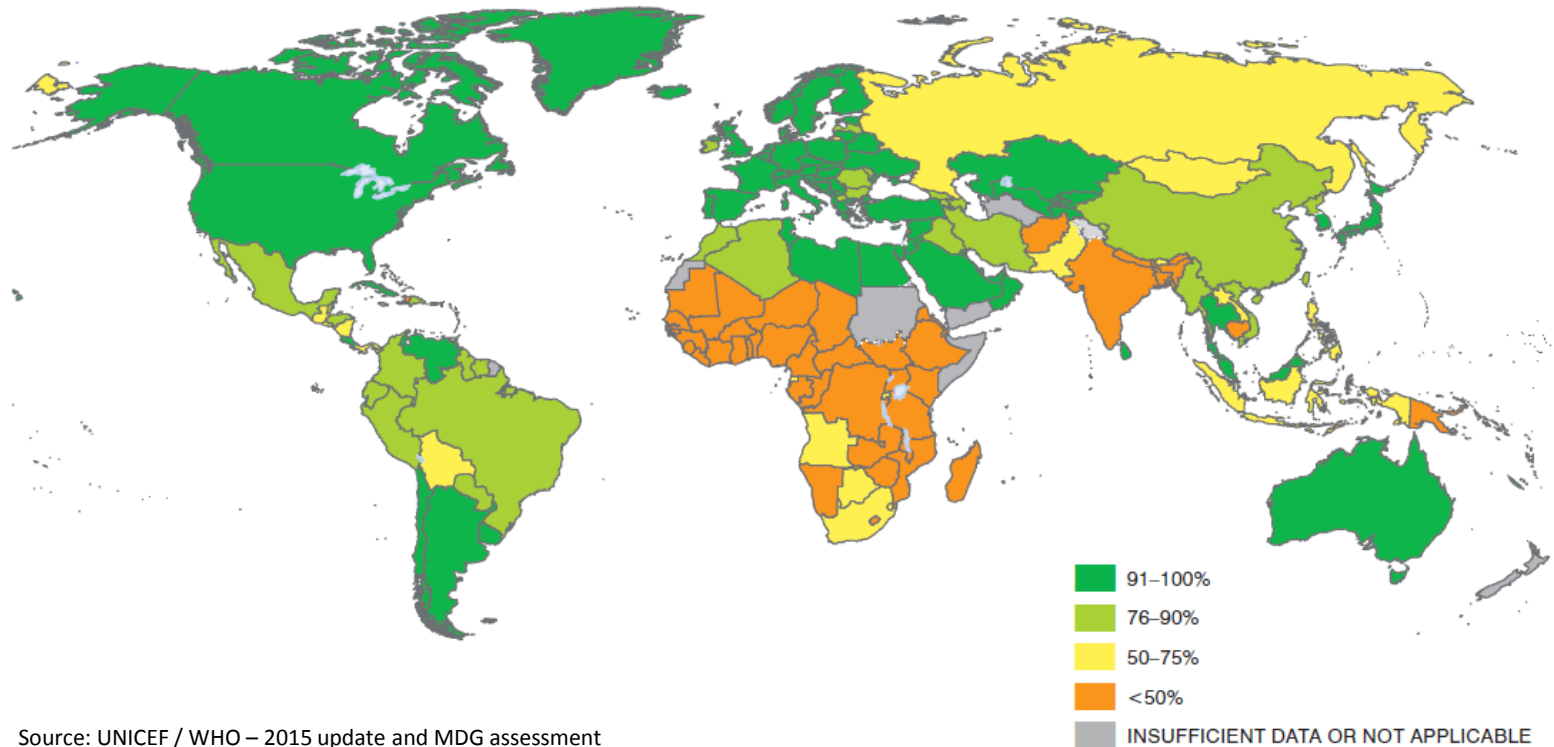 91–100%
76–90%
50–75%
<50%
INSUFFICIENT DATA OR NOT APPLICABLE
Source: UNICEF / WHO – 2015 update and MDG assessment